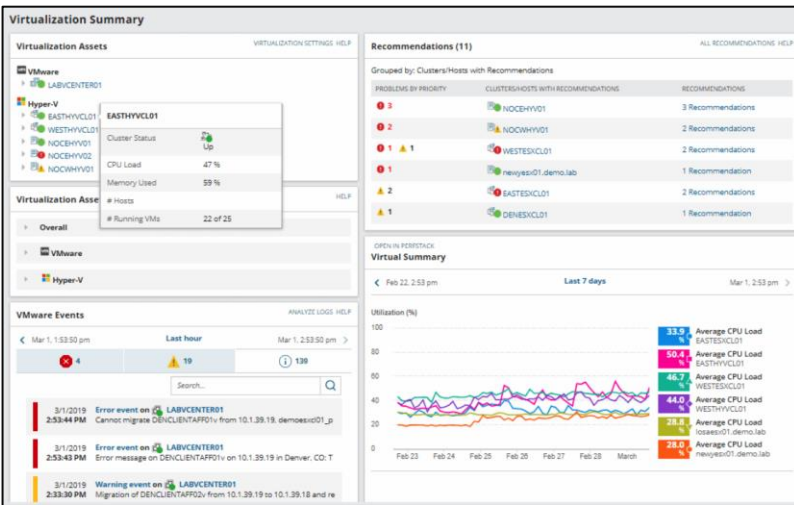 Virtualization Summary
Virtualization Assets
VIRTUALIZATION SETTINGS HELP
VMware
LABVCENTER01
Hyper-V
EASTHYVCL01
WESTHYVCL01
NOCEHYV01
NOCEHYV02
NOCWHYV01
EASTHYVCL01
Cluster Status
Up
CPU Load 47 %
Memory Used 59 %
# Hosts
# Running VMs 22 of 25
Virtualization Asse
HELP
Overall
VMware
Hyper-V
VMware Events
ANALYZE LOGS HELP
Mar 1, 1:53:50 pm Last hour Mar 1, 2:53:50 pm
4 19 139
Search...
3/1/2019 Error event on LABVCENTER01
2:53:44 PM Cannot migrate DENCLIENTAFF01v from 10.1.39.19, demoesxt01_p
3/1/2019 Error event on LABVCENTER01
2:53:43 PM Error message on DENCLIENTAFF01v on 10.1.39.19 in Denver, CO: T
3/1/2019 Warning event on LABVCENTER01
2:33:30 PM Migration of DENCLIENTAFF02v from 10.1.39.19 to 10.1.39.18 and re
Recommendations (11)
ALL RECOMMENDATIONS HELP
Grouped by: Clusters/Hosts with Recommendations
PROBLEMS BY PRIORITY CLUSTERS/HOSTS WITH RECOMMENDATIONS RECOMMENDATIONS
3 NOCEHYV01 3 Recommendations
2 NOCWHYV01 2 Recommendations
1 1 WESTESXCL01 2 Recommendations
1 newyesx01.demo.lab 1 Recommendation
2 EASTESXCL01 2 Recommendations
1 DENESXCL01 1 Recommendation
OPEN IN PERFSTACK
Virtual Summary
Feb 22, 2:53 pm Last 7 days Mar 1, 2:53 pm
Utilization (%)
100
80
60
40
20
0
Feb 23 Feb 24 Feb 25 Feb 26 Feb 27 Feb 28 March
33.9 % Average CPU Load
EASTESXCL01
50.4 % Average CPU Load
EASTHYVCL01
46.7 % Average CPU Load
WESTESXCL01
44.0 % Average CPU Load
WESTHYVCL01
28.8 % Average CPU Load
losaesx01.demo.lab
28.0 % Average CPU Load
newyesx01.demo.lab